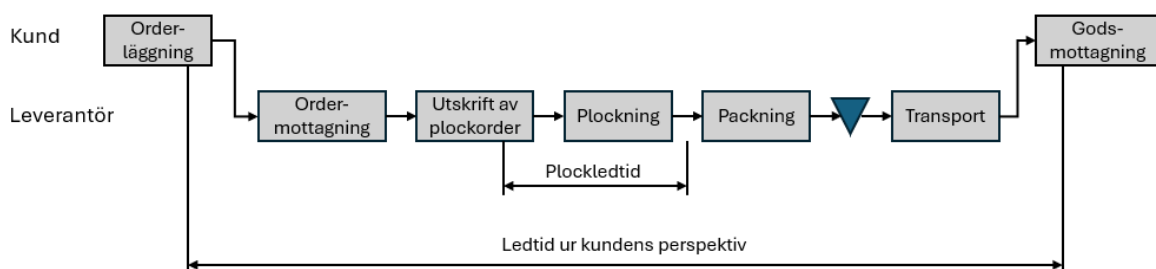 Kund
Order-
läggning
Gods-
mottagning
Leverantör
Order-
mottagning
Utskrift av
plockorder
Plockning
Packning
Transport
Plockledtid
Ledtid ur kundens perspektiv